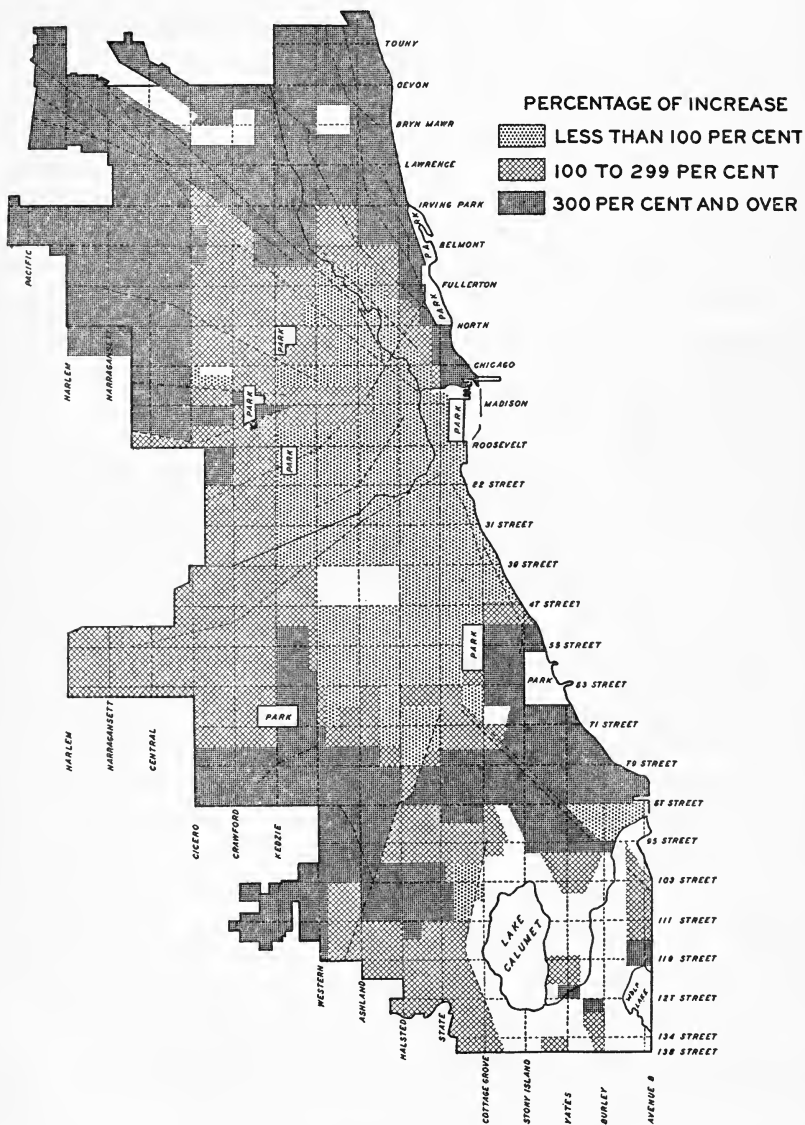 PERCENTAGE OF INCREASE
LESS THAN 100 PER CENT
100 TO 299 PER CENT
300 PER CENT AND OVER
TOUHY
DEVON
BRYN MAWR
LAWRENCE
IRVING PARK
PARK
BELMONT
FULLERTON
PARK
NORTH
CHICAGO
MADISON
PARK
ROOSEVELT
22 STREET
31 STREET
39 STREET
47 STREET
55 STREET
PARK
63 STREET
71 STREET
79 STREET
87 STREET
95 STREET
103 STREET
111 STREET
119 STREET
127 STREET
134 STREET
138 STREET
PACIFIC
HARLEM
NARRAGANSETT
PARK
PARK
PARK
PARK
PARK
HARLEM
NARRAGANSETT
CENTRAL
CICERO
CRAWFORD
KEDZIE
WESTERN
ASHLAND
HALSTED
STATE
COTTAGE GROVE
STONY ISLAND
YATES
BURLEY
AVENUE B
LAKE
CALUMET
WOLF
LAKE